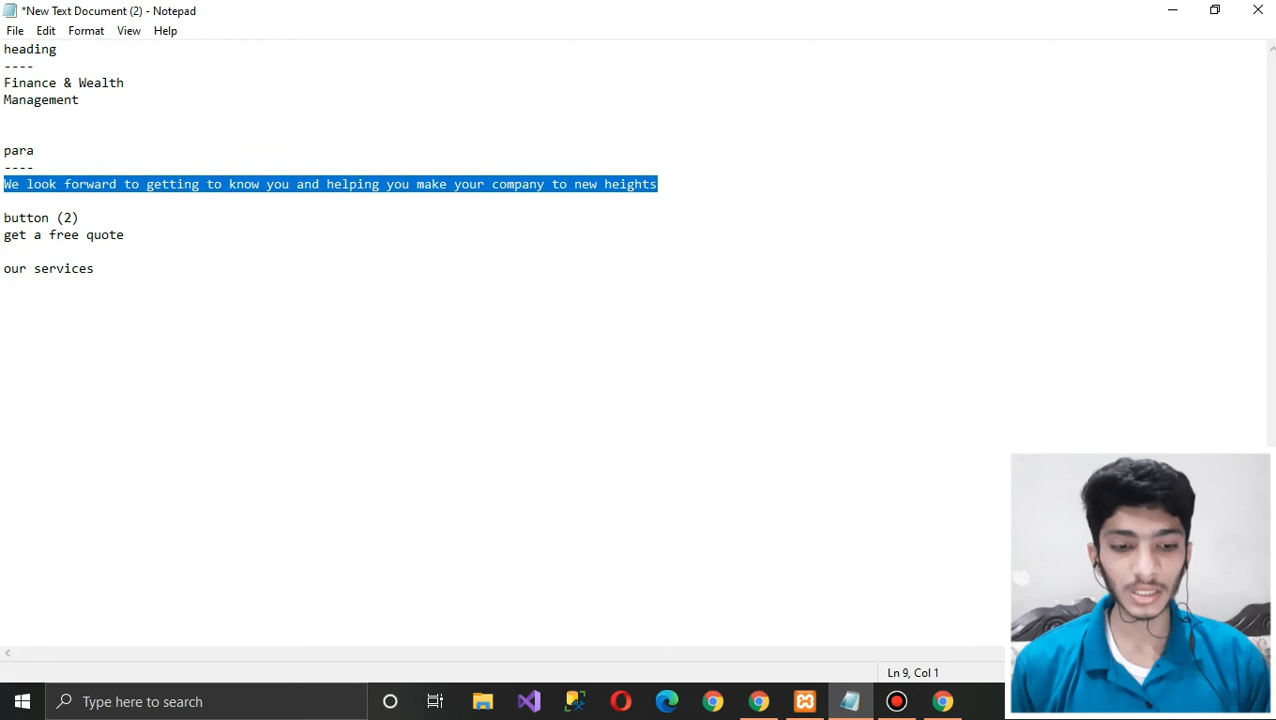 *New Text Document (2) - Notepad
File Edit Format View Help
heading
----
Finance & Wealth
Management
para
----
We look forward to getting to know you and helping you make your company to new heights
button (2)
get a free quote
our services
Ln 9, Col 1
Type here to search